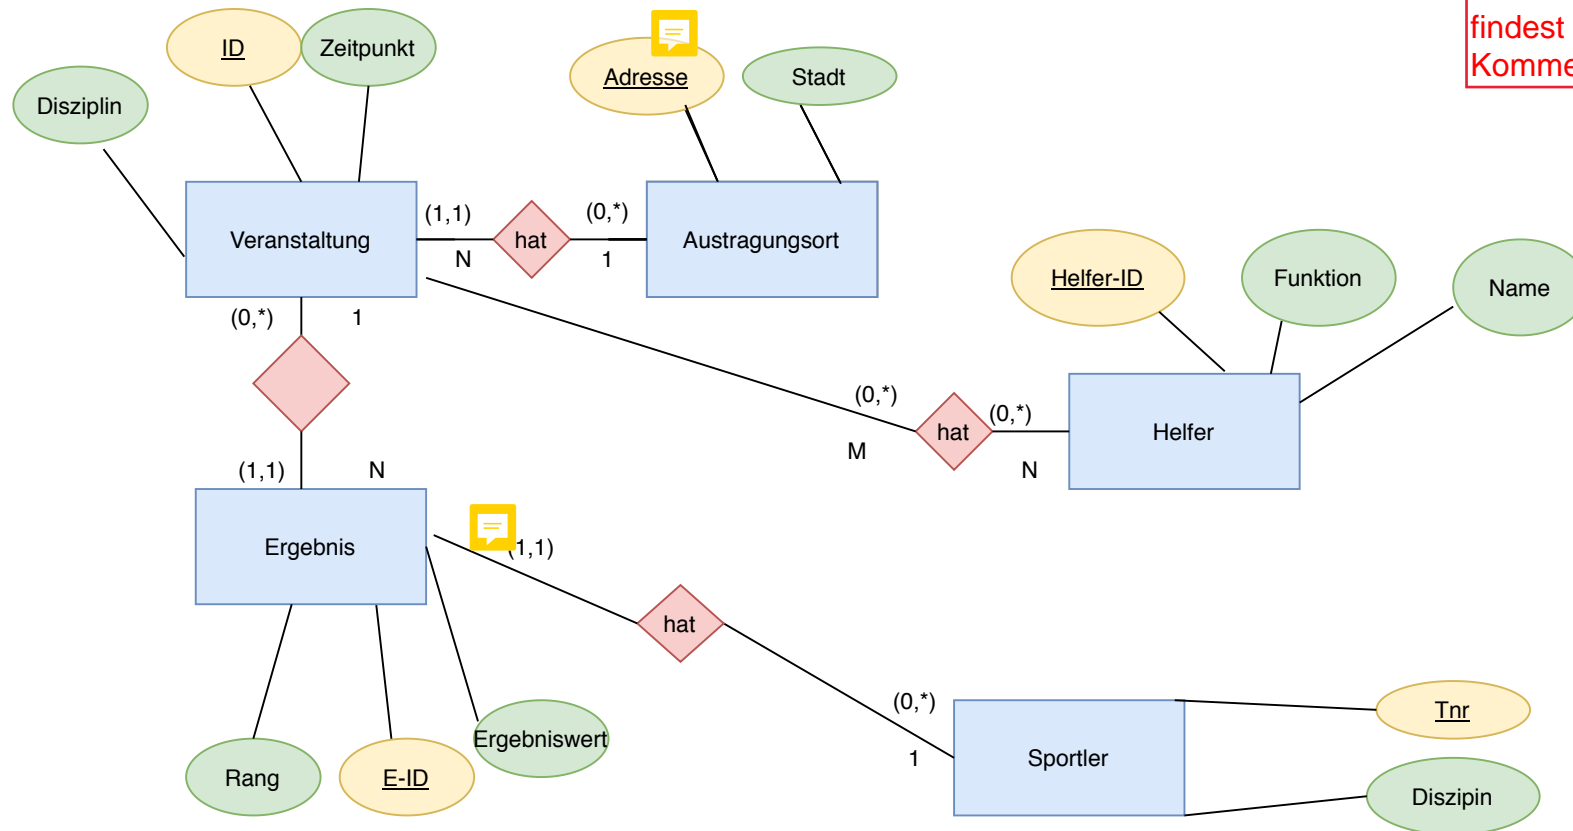 findest
Komme
ID
Zeitpunkt
Adresse
Stadt
Disziplin
(1,1)
(0,*)
Veranstaltung
hat
Austragungsort
N
1
Helfer-ID
Funktion
Name
(0,*)
1
(0,*)
(0,*)
hat
Helfer
M
N
(1,1)
N
Ergebnis
(1,1)
hat
(0,*)
Tnr
Ergebniswert
1
Sportler
Rang
E-ID
Diszipin